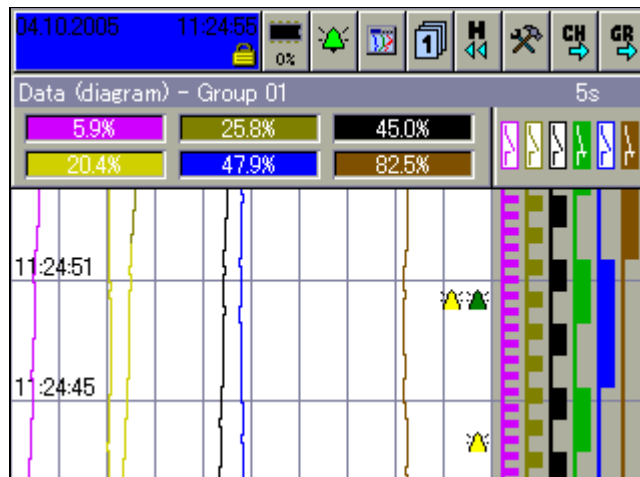 04.10.2005 11:24:55
0%
1
H
CH
GR
Data (diagram) - Group 01 5s
5.9% 25.8% 45.0%
20.4% 47.9% 82.5%
11:24:51
11:24:45